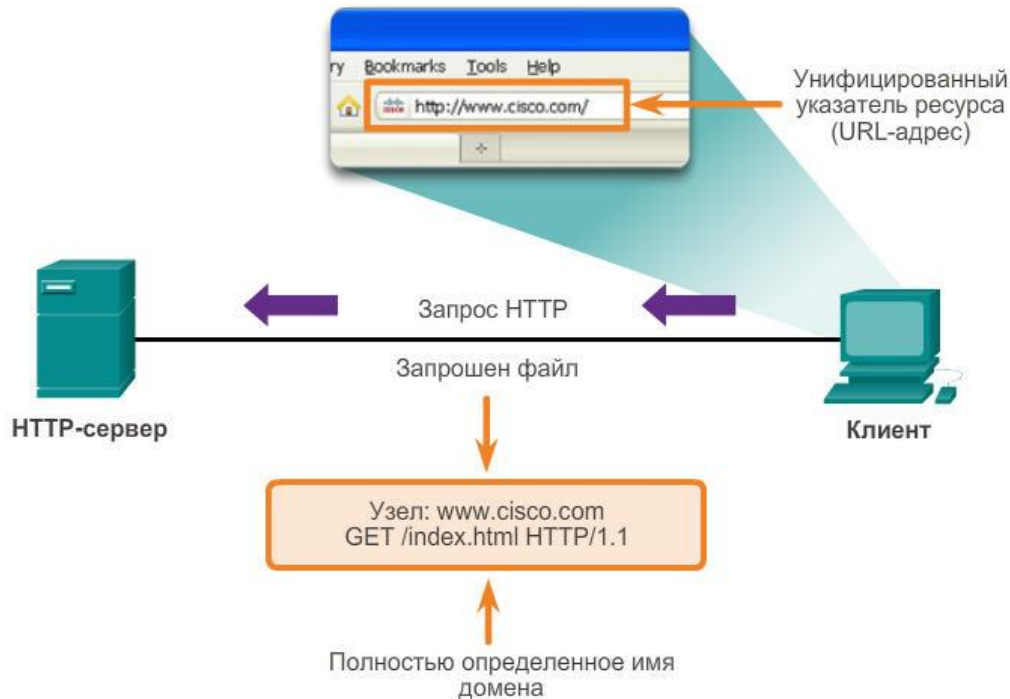 ry Bookmarks Tools Help
http://www.cisco.com/
Унифицированный
указатель ресурса
(URL-адрес)
Запрос HTTP
Запрошен файл
HTTP-сервер
Клиент
Узел: www.cisco.com
GET /index.html HTTP/1.1
Полностью определенное имя
домена